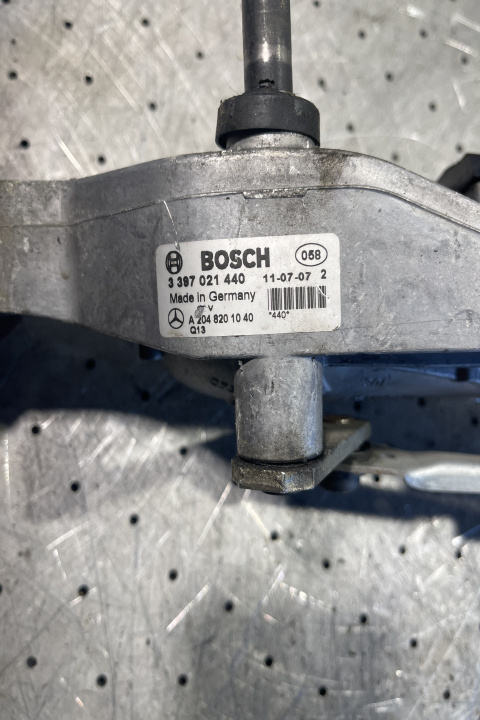 BOSCH 058
3 397 021 440 11-07-07 2
Made in Germany
V
A 204 820 10 40 *440*
Q13